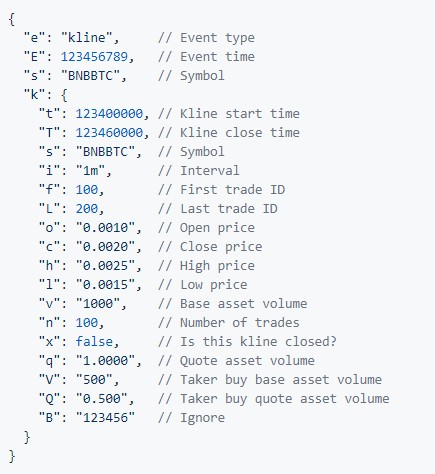 {
  "e": "kline",     // Event type
  "E": 123456789,   // Event time
  "s": "BNBBTC",    // Symbol
  "k": {
    "t": 123400000, // Kline start time
    "T": 123460000, // Kline close time
    "s": "BNBBTC",  // Symbol
    "i": "1m",      // Interval
    "f": 100,       // First trade ID
    "L": 200,       // Last trade ID
    "o": "0.0010",  // Open price
    "c": "0.0020",  // Close price
    "h": "0.0025",  // High price
    "l": "0.0015",  // Low price
    "v": "1000",    // Base asset volume
    "n": 100,       // Number of trades
    "x": false,     // Is this kline closed?
    "q": "1.0000",  // Quote asset volume
    "V": "500",     // Taker buy base asset volume
    "Q": "0.500",   // Taker buy quote asset volume
    "B": "123456"   // Ignore
  }
}